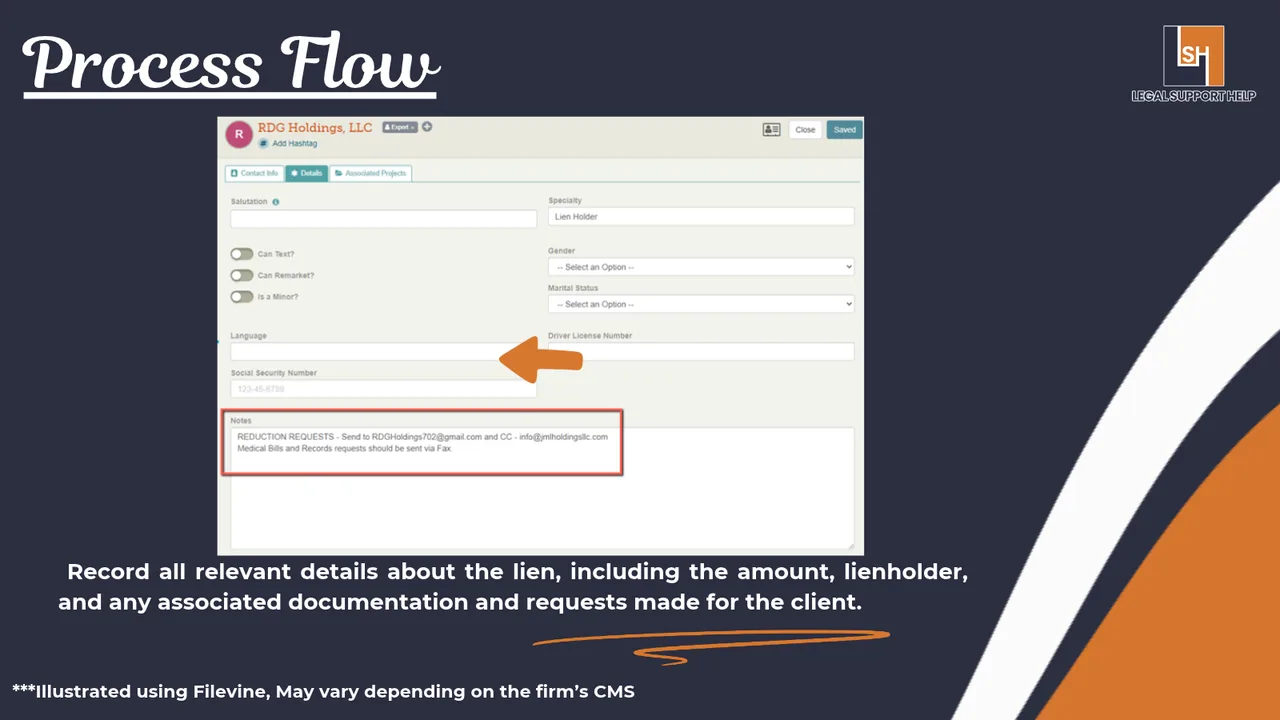 Process Flow
SH
LEGAL SUPPORT HELP
R
RDG Holdings, LLC
Expert
Close
Saved
# Add Hashtag
Contact Info
Details
Associated Projects
Salutation
Specialty
Lien Holder
Can Text?
Gender
-- Select an Option --
Can Remarket?
Marital Status
Is a Minor?
-- Select an Option --
Language
Driver License Number
Social Security Number
123-45-6789
Notes
REDUCTION REQUESTS - Send to RDGHoldings702@gmail.com and CC - info@jmlholdingsllc.com
Medical Bills and Records requests should be sent via Fax
Record all relevant details about the lien, including the amount, lienholder,
and any associated documentation and requests made for the client.
***Illustrated using Filevine, May vary depending on the firm's CMS